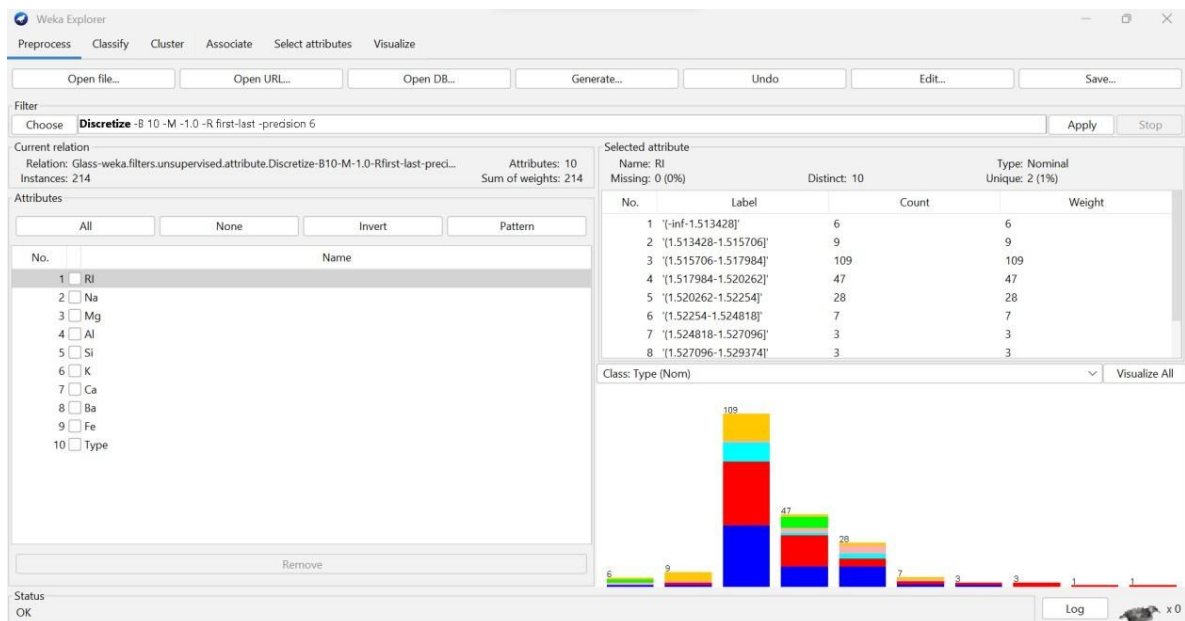 Weka Explorer
Preprocess Classify Cluster Associate Select attributes Visualize
Open file... Open URL... Open DB... Generate... Undo Edit... Save...
Filter
Choose Discretize -B 10 -M -1.0 -R first-last -precision 6 Apply Stop
Current relation
Relation: Glass-weka.filters.unsupervised.attribute.Discretize-B10-M-1.0-Rfirst-last-preci... Attributes: 10
Instances: 214 Sum of weights: 214
Attributes
All None Invert Pattern
No. Name
1 RI
2 Na
3 Mg
4 Al
5 Si
6 K
7 Ca
8 Ba
9 Fe
10 Type
Remove
Selected attribute
Name: RI Type: Nominal
Missing: 0 (0%) Distinct: 10 Unique: 2 (1%)
No. Label Count Weight
1 '(-inf-1.513428]' 6 6
2 '(1.513428-1.515706]' 9 9
3 '(1.515706-1.517984]' 109 109
4 '(1.517984-1.520262]' 47 47
5 '(1.520262-1.52254]' 28 28
6 '(1.52254-1.524818]' 7 7
7 '(1.524818-1.527096]' 3 3
8 '(1.527096-1.529374]' 3 3
Class: Type (Nom) Visualize All
6 9 109 47 28 7 3 3 1 1
Status
OK Log x 0